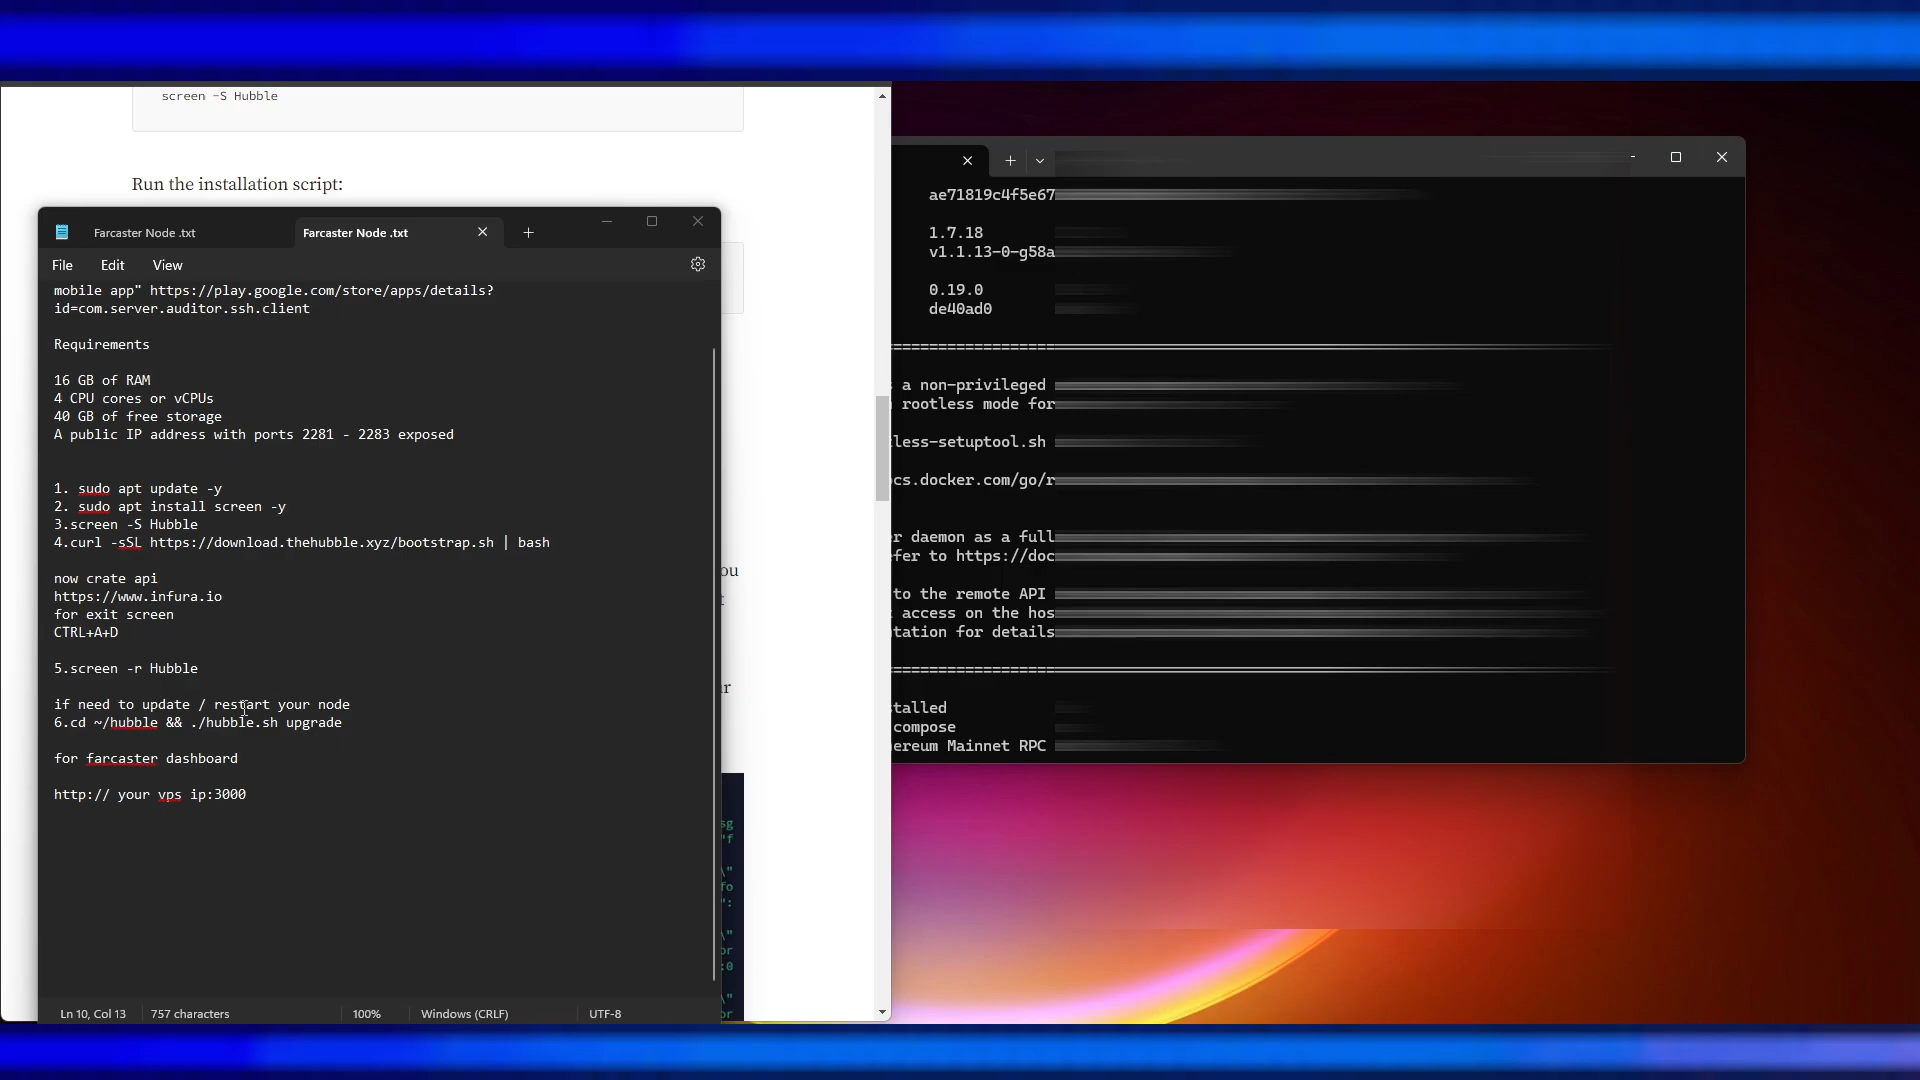 screen -S Hubble
Run the installation script:
Farcaster Node .txt
Farcaster Node .txt
File
Edit
View
mobile app" https://play.google.com/store/apps/details?
id=com.server.auditor.ssh.client
Requirements
16 GB of RAM
4 CPU cores or vCPUs
40 GB of free storage
A public IP address with ports 2281 - 2283 exposed
1. sudo apt update -y
2. sudo apt install screen -y
3.screen -S Hubble
4.curl -sSL https://download.thehubble.xyz/bootstrap.sh | bash
now crate api
https://www.infura.io
for exit screen
CTRL+A+D
5.screen -r Hubble
if need to update / restart your node
6.cd ~/hubble && ./hubble.sh upgrade
for farcaster dashboard
http:// your vps ip:3000
Ln 10, Col 13
757 characters
100%
Windows (CRLF)
UTF-8
ou
t
ur
ae71819c4f5e67
1.7.18
v1.1.13-0-g58a
0.19.0
de40ad0
===================
a non-privileged
rootless mode for
less-setuptool.sh
cs.docker.com/go/r
r daemon as a full
fer to https://doc
to the remote API
access on the hos
tation for details
===================
stalled
compose
ereum Mainnet RPC